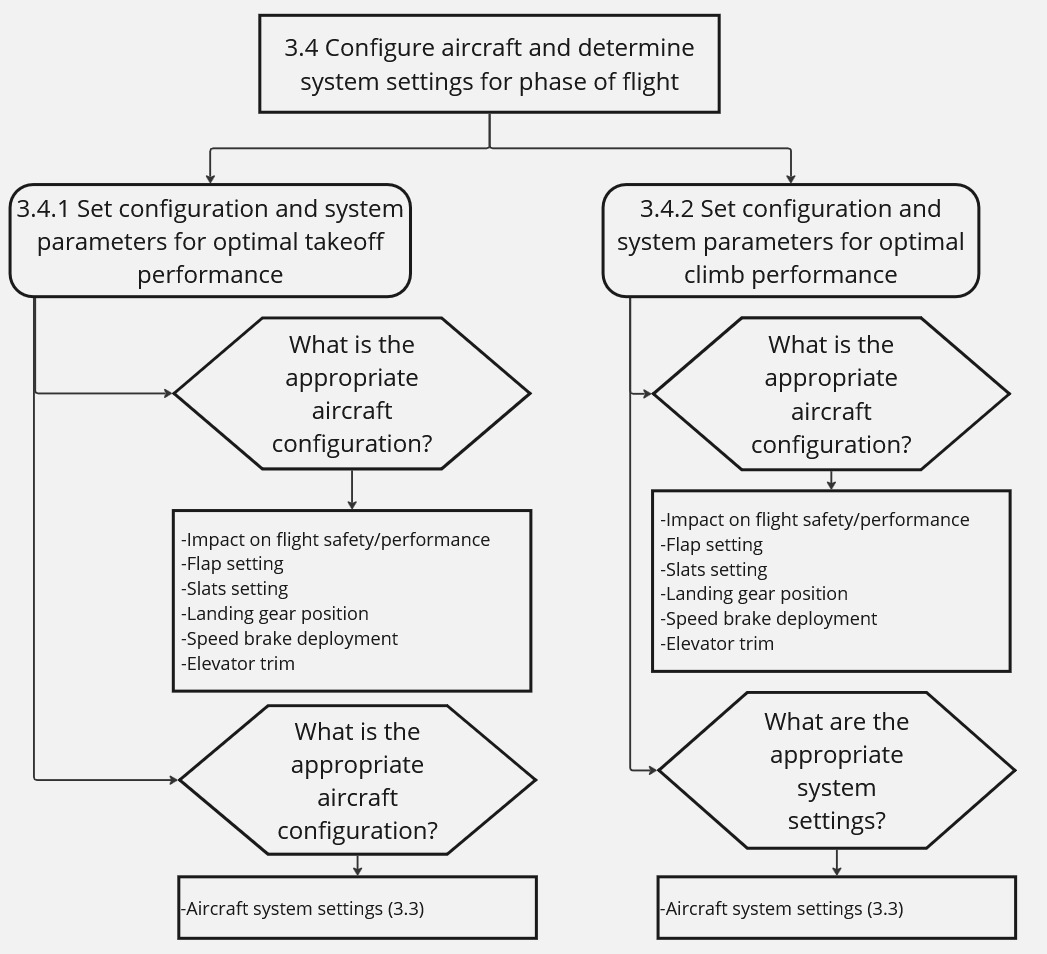 3.4 Configure aircraft and determine
system settings for phase of flight
3.4.1 Set configuration and system
parameters for optimal takeoff
performance
What is the
appropriate
aircraft
configuration?
-Impact on flight safety/performance
-Flap setting
-Slats setting
-Landing gear position
-Speed brake deployment
-Elevator trim
What is the
appropriate
aircraft
configuration?
-Aircraft system settings (3.3)
3.4.2 Set configuration and
system parameters for optimal
climb performance
What is the
appropriate
aircraft
configuration?
-Impact on flight safety/performance
-Flap setting
-Slats setting
-Landing gear position
-Speed brake deployment
-Elevator trim
What are the
appropriate
system
settings?
-Aircraft system settings (3.3)